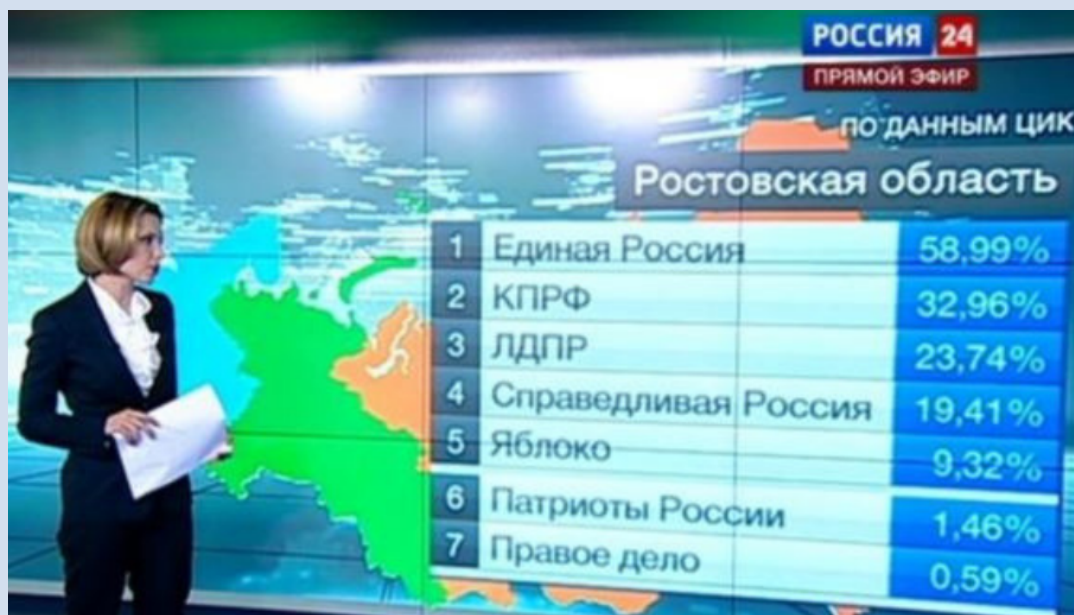 РОССИЯ 24
ПРЯМОЙ ЭФИР
ПО ДАННЫМ ЦИК
Ростовская область
1 Единая Россия 58,99%
2 КПРФ 32,96%
3 ЛДПР 23,74%
4 Справедливая Россия 19,41%
5 Яблоко 9,32%
6 Патриоты России 1,46%
7 Правое дело 0,59%